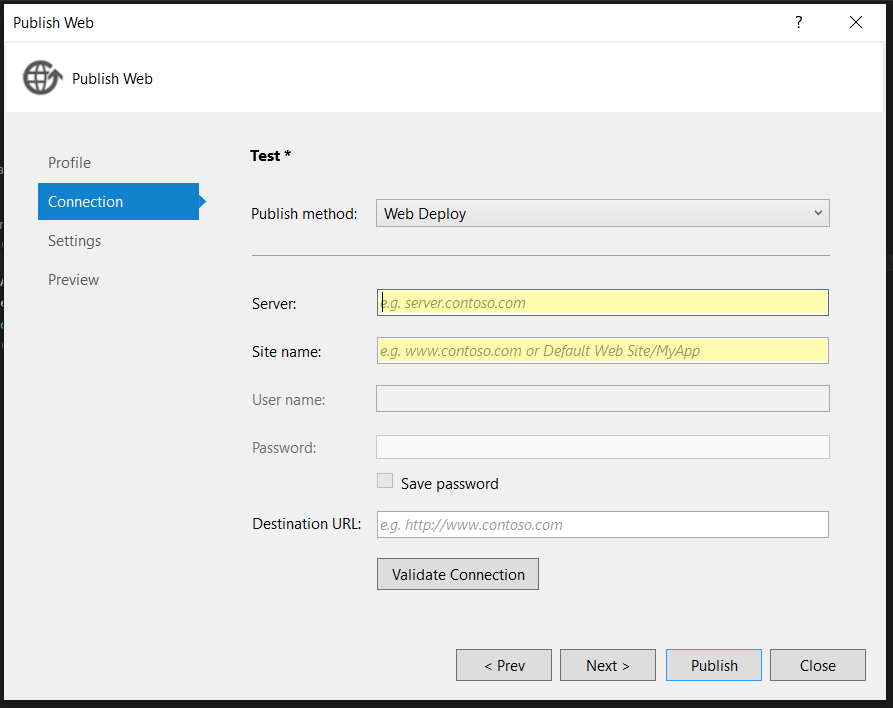 Publish Web
?
Publish Web
Profile
Connection
Settings
Preview
Test *
Publish method: Web Deploy
Server: e.g. server.contoso.com
Site name: e.g. www.contoso.com or Default Web Site/MyApp
User name:
Password:
Save password
Destination URL: e.g. http://www.contoso.com
Validate Connection
< Prev Next > Publish Close